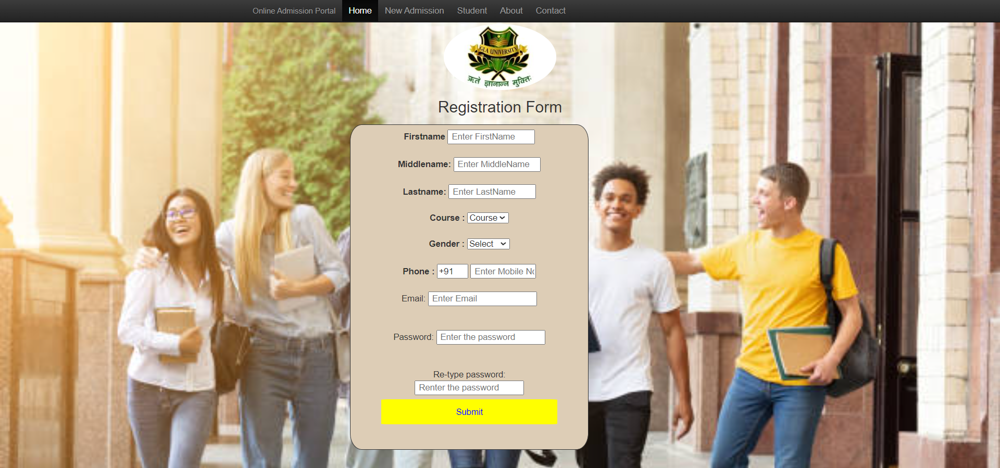 Online Admission Portal Home New Admission Student About Contact
GLA UNIVERSITY
ऋते ज्ञानान्न मुक्तिः
Registration Form
Firstname Enter FirstName
Middlename: Enter MiddleName
Lastname: Enter LastName
Course : Course
Gender : Select
Phone : +91 Enter Mobile No
Email: Enter Email
Password: Enter the password
Re-type password:
Renter the password
Submit